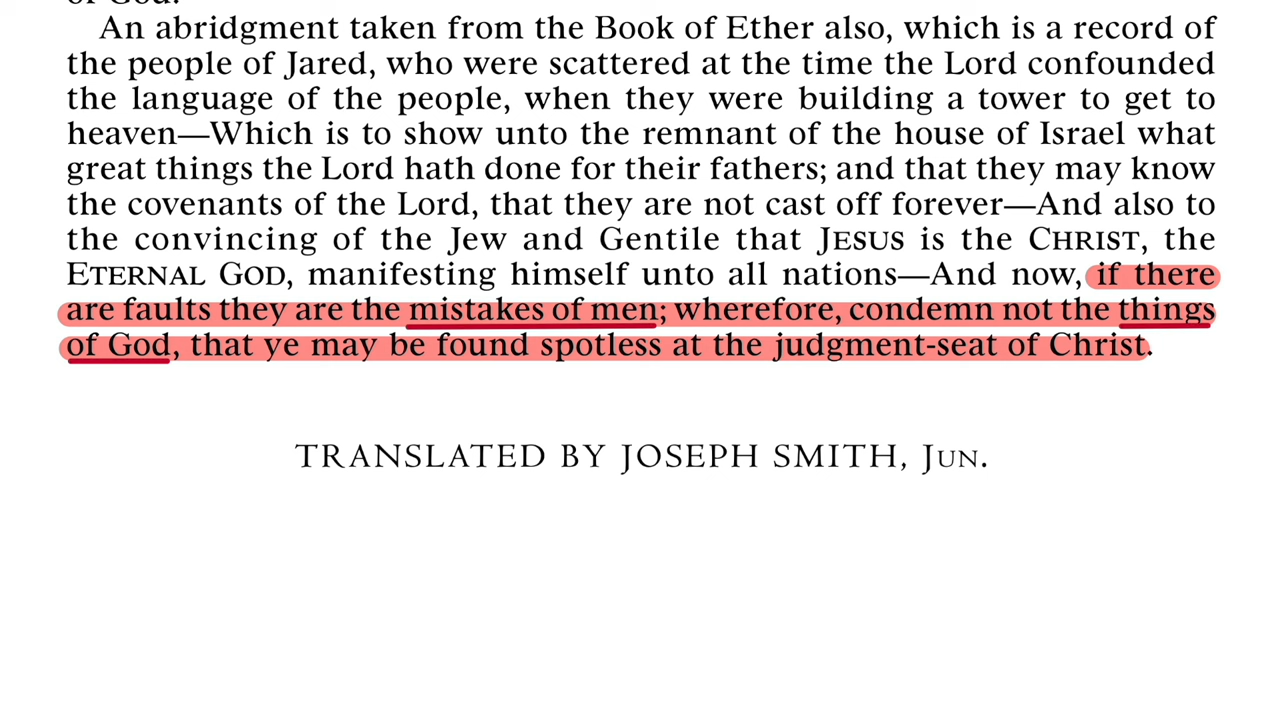 of God.
An abridgment taken from the Book of Ether also, which is a record of
the people of Jared, who were scattered at the time the Lord confounded
the language of the people, when they were building a tower to get to
heaven—Which is to show unto the remnant of the house of Israel what
great things the Lord hath done for their fathers; and that they may know
the covenants of the Lord, that they are not cast off forever—And also to
the convincing of the Jew and Gentile that JESUS is the CHRIST, the
ETERNAL GOD, manifesting himself unto all nations—And now, if there
are faults they are the mistakes of men; wherefore, condemn not the things
of God, that ye may be found spotless at the judgment-seat of Christ.
TRANSLATED BY JOSEPH SMITH, JUN.